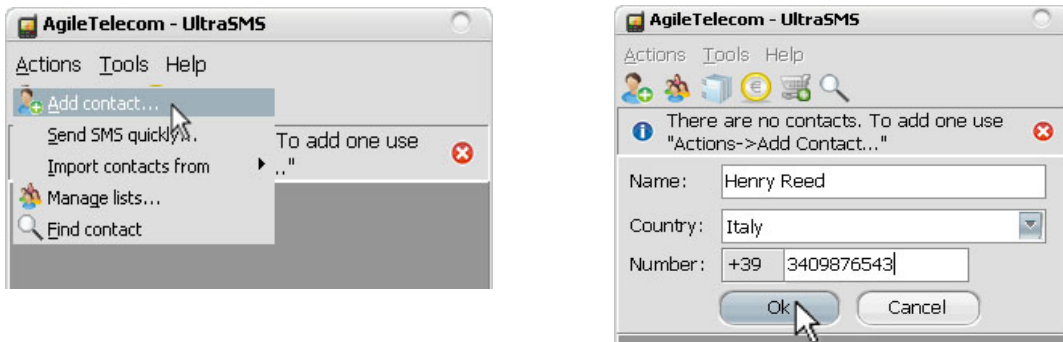 AgileTelecom - UltraSMS
Actions Tools Help
Add contact...
Send SMS quickly...
To add one use
Import contacts from
.."
Manage lists...
Find contact
AgileTelecom - UltraSMS
Actions Tools Help
There are no contacts. To add one use
"Actions->Add Contact..."
Name: Henry Reed
Country: Italy
Number: +39 3409876543
Ok Cancel